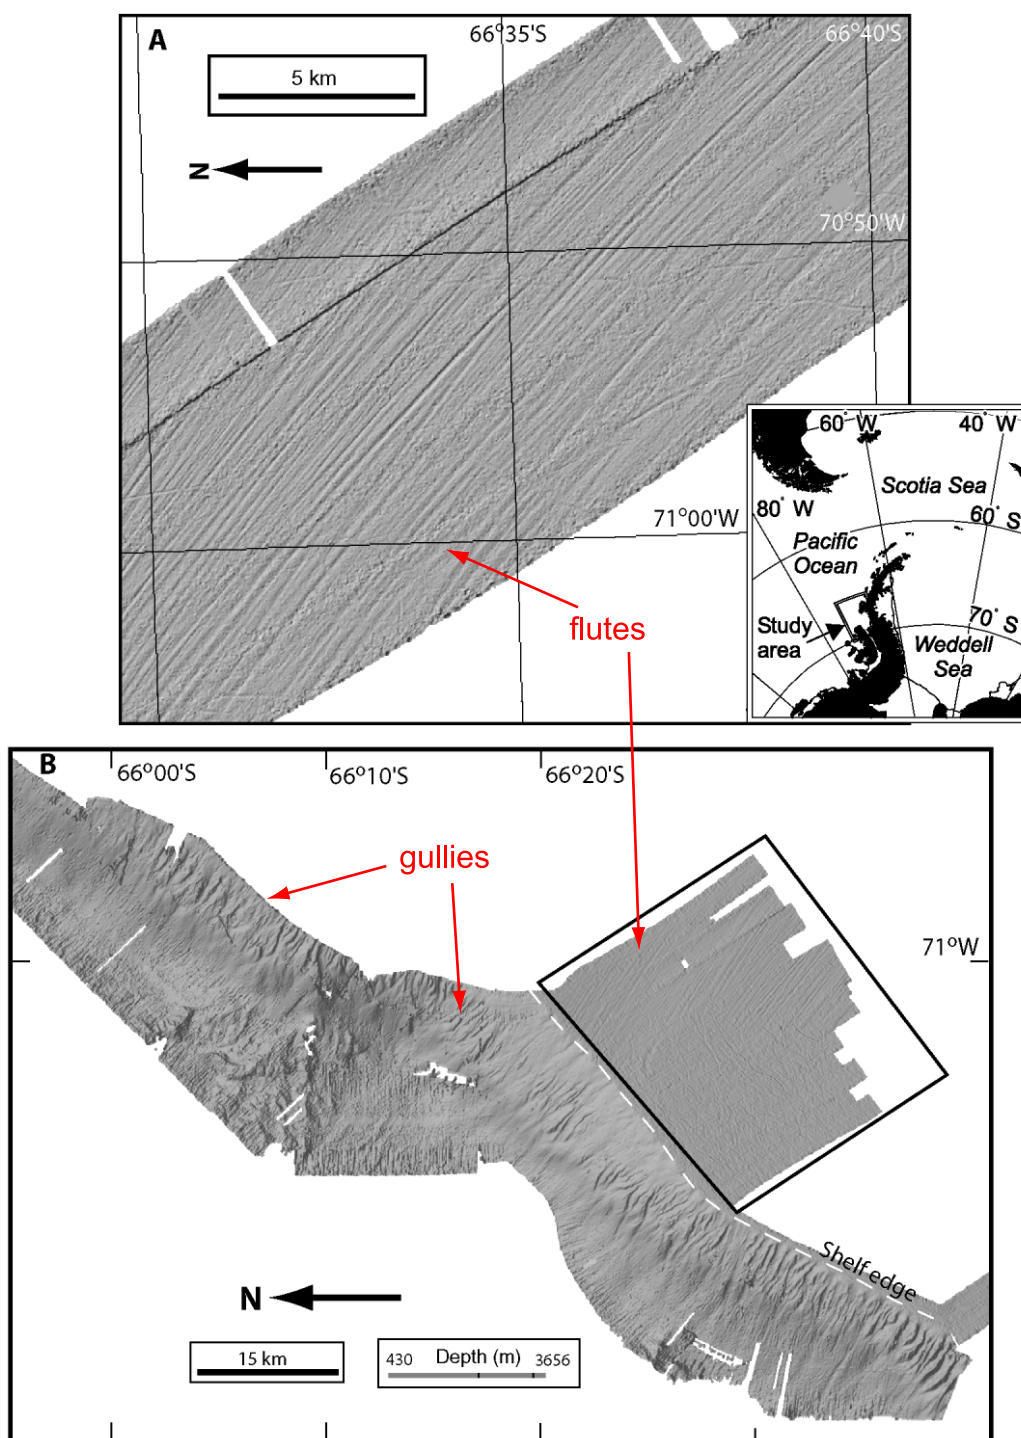 A
66°35'S
66°40'S
5 km
N
70°50'W
71°00'W
flutes
60° W
40° W
Scotia Sea
80° W
60° S
Pacific
Ocean
70° S
Study
area
Weddell
Sea
B
66°00'S
66°10'S
66°20'S
gullies
71°W
Shelf edge
N
15 km
430 Depth (m) 3656